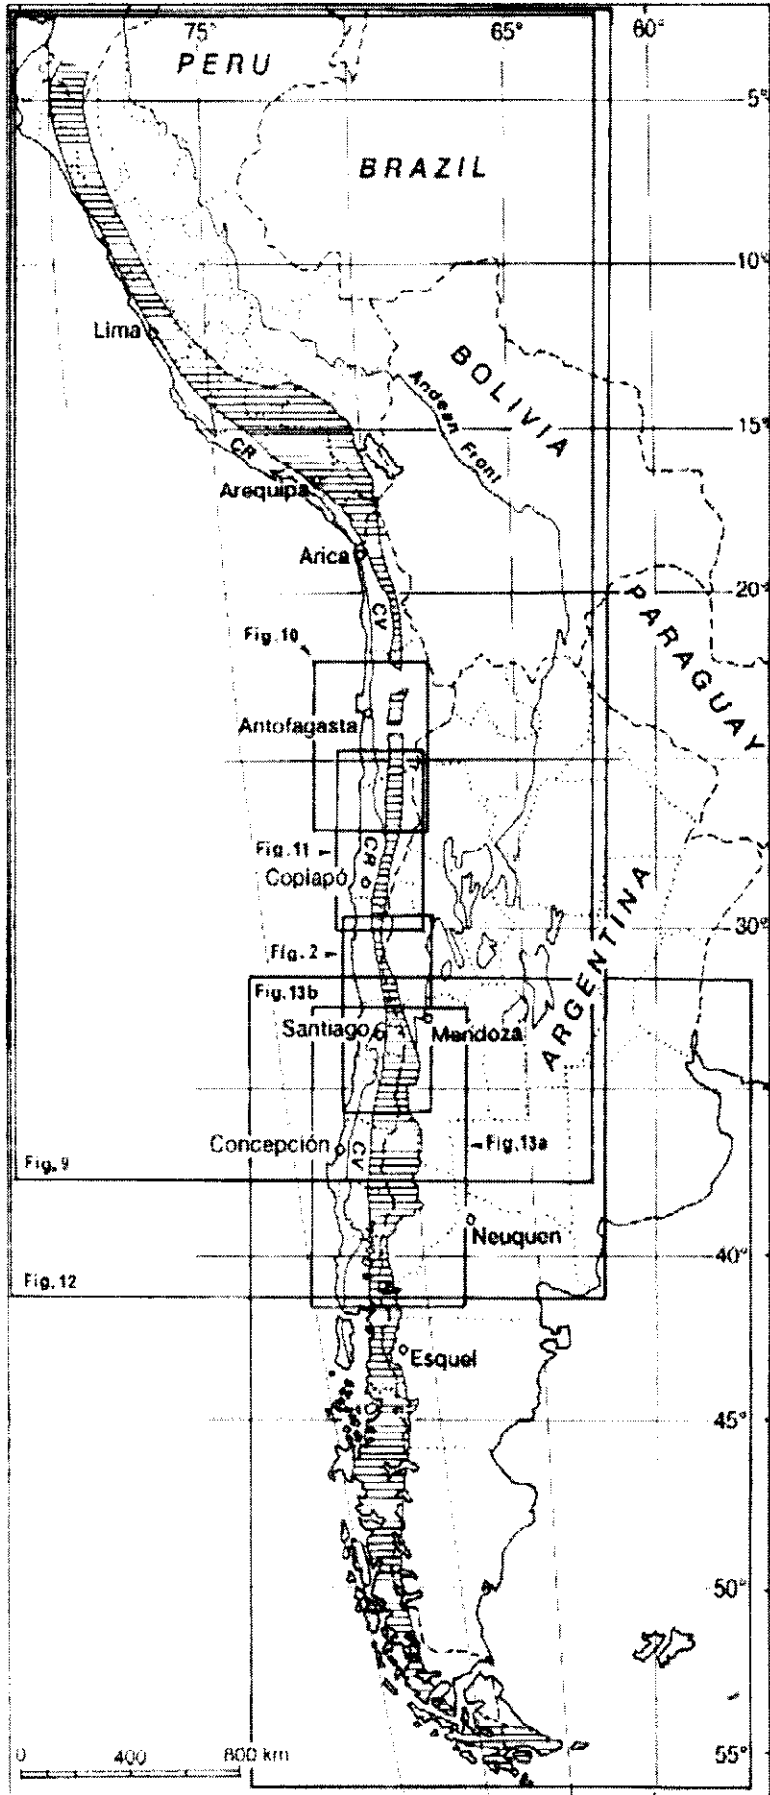 75° 65° 60°
PERU
5°
BRAZIL
10°
Lima
BOLIVIA
Andean Front
15°
CR
Arequipa
Arica
20°
CV
PARAGUAY
Fig.10
Antofagasta
Fig.11
CR
Copiapó
ARGENTINA
30°
Fig.2
Fig.13b
Santiago
Mendoza
Concepción
CV
Fig.13a
Fig.9
Neuquen
40°
Fig.12
Esquel
45°
50°
0 400 800 km
55°